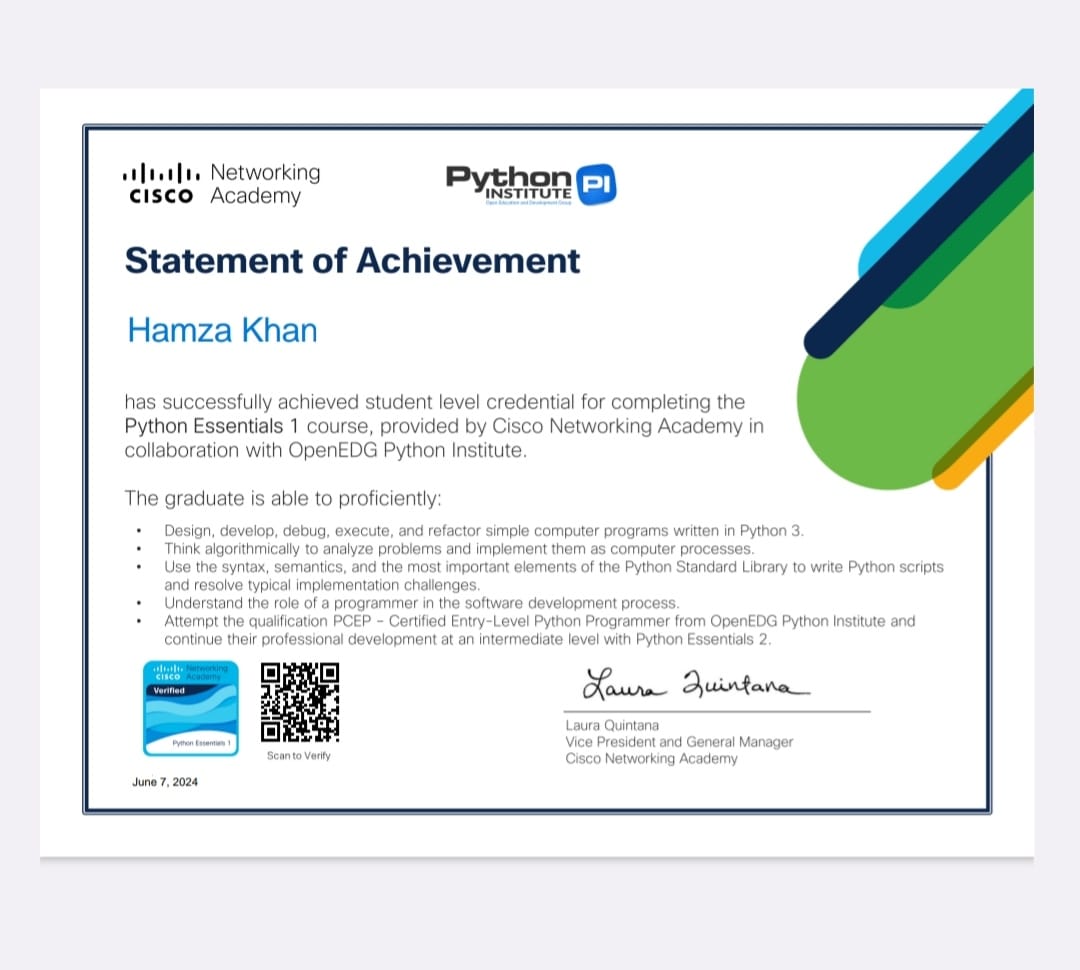 CISCO Networking Academy
Python INSTITUTE PI
Open Education and Development Group
Statement of Achievement
Hamza Khan
has successfully achieved student level credential for completing the
Python Essentials 1 course, provided by Cisco Networking Academy in
collaboration with OpenEDG Python Institute.
The graduate is able to proficiently:
• Design, develop, debug, execute, and refactor simple computer programs written in Python 3.
• Think algorithmically to analyze problems and implement them as computer processes.
• Use the syntax, semantics, and the most important elements of the Python Standard Library to write Python scripts
and resolve typical implementation challenges.
• Understand the role of a programmer in the software development process.
• Attempt the qualification PCEP – Certified Entry-Level Python Programmer from OpenEDG Python Institute and
continue their professional development at an intermediate level with Python Essentials 2.
CISCO Networking Academy
Verified
Python Essentials 1
Scan to Verify
June 7, 2024
Laura Quintana
Laura Quintana
Vice President and General Manager
Cisco Networking Academy